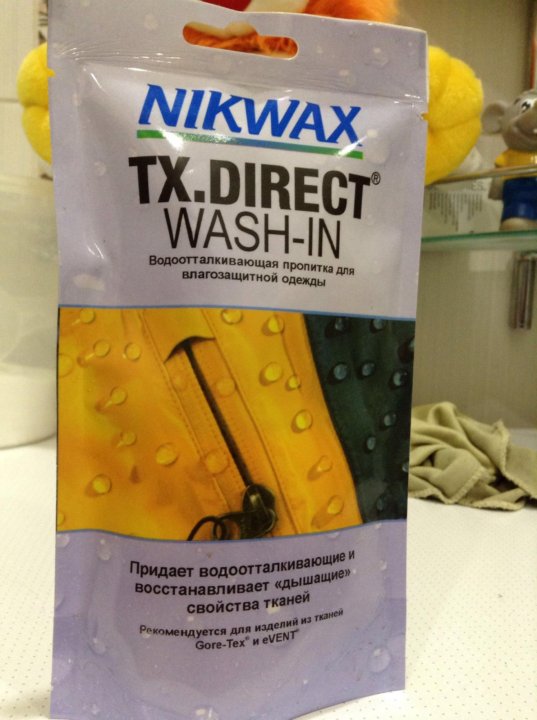 NIKWAX
TX.DIRECT®
WASH-IN
Водоотталкивающая пропитка для
влагозащитной одежды
Придает водоотталкивающие и
восстанавливает «дышащие»
свойства тканей
Рекомендуется для изделий из тканей
Gore-Tex® и eVENT®